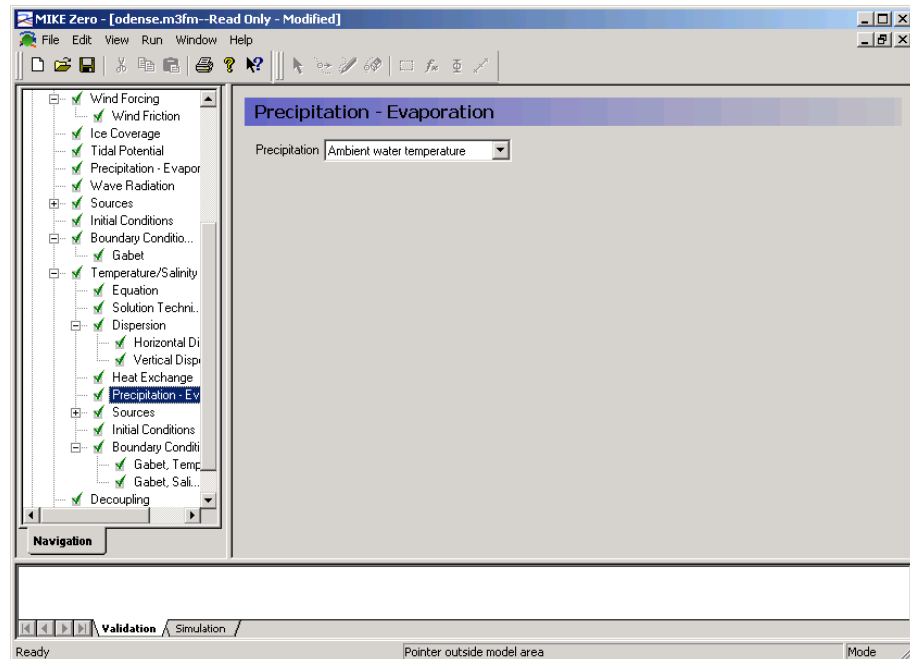 MIKE Zero - [odense.m3fm--Read Only - Modified]
File Edit View Run Window Help
Wind Forcing
Wind Friction
Ice Coverage
Tidal Potential
Precipitation - Evapor
Wave Radiation
Sources
Initial Conditions
Boundary Conditio...
Gabet
Temperature/Salinity
Equation
Solution Techni..
Dispersion
Horizontal Di
Vertical Disp
Heat Exchange
Precipitation - Ev
Sources
Initial Conditions
Boundary Conditi
Gabet, Temp
Gabet, Sali...
Decoupling
Navigation
Precipitation - Evaporation
Precipitation Ambient water temperature
Validation Simulation
Ready Pointer outside model area Mode